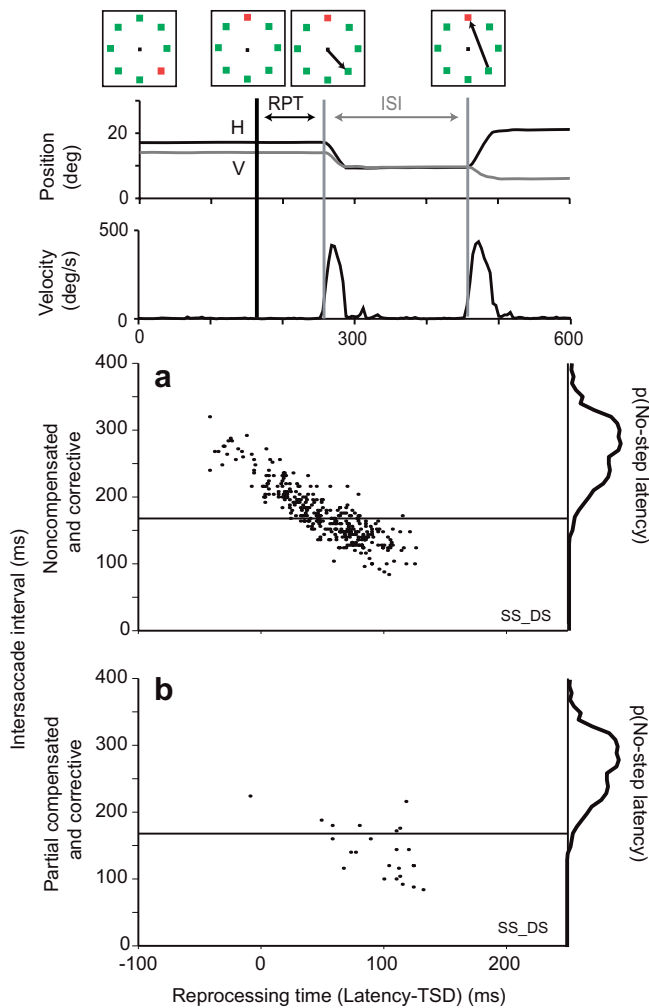 RPT
ISI
H
V
Position
(deg)
20
0
Velocity
(deg/s)
500
0
0
300
600
a
400
300
200
100
0
Noncompensated
and corrective
SS_DS
p(No-step latency)
Intersaccade interval (ms)
b
400
300
200
100
0
Partial compensated
and corrective
SS_DS
p(No-step latency)
-100
0
100
200
Reprocessing time (Latency-TSD) (ms)